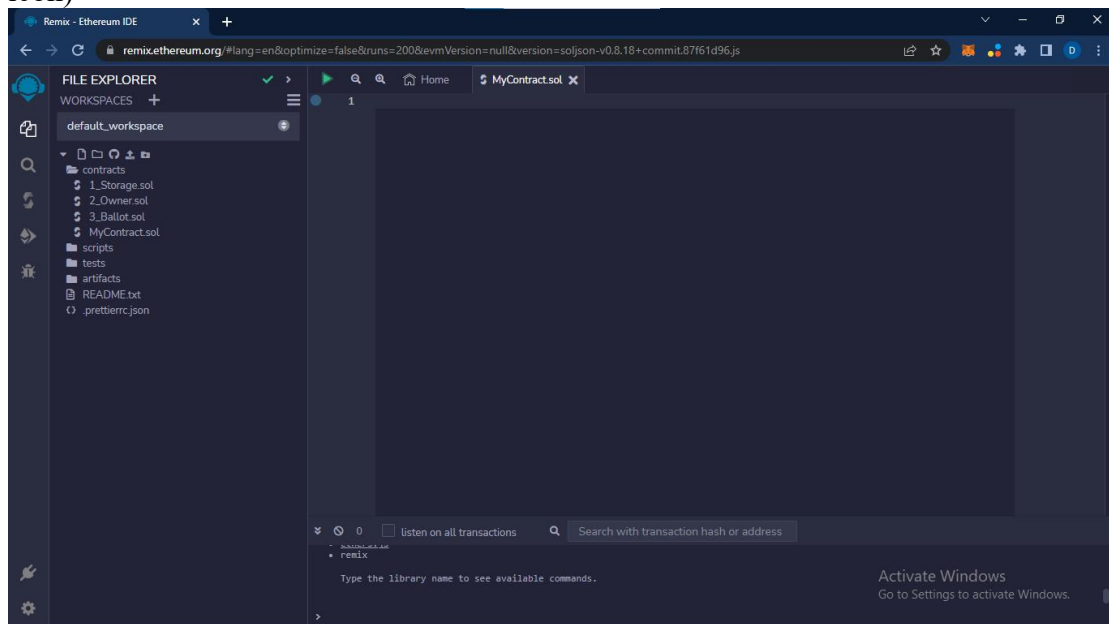 Remix - Ethereum IDE
remix.ethereum.org/#lang=en&optimize=false&runs=200&evmVersion=null&version=soljson-v0.8.18+commit.87f61d96.js
D
FILE EXPLORER
WORKSPACES +
default_workspace
contracts
1_Storage.sol
2_Owner.sol
3_Ballot.sol
MyContract.sol
scripts
tests
artifacts
README.txt
.prettierrc.json
Home
MyContract.sol
1
0 listen on all transactions
Search with transaction hash or address
• remix
Type the library name to see available commands.
>
Activate Windows
Go to Settings to activate Windows.